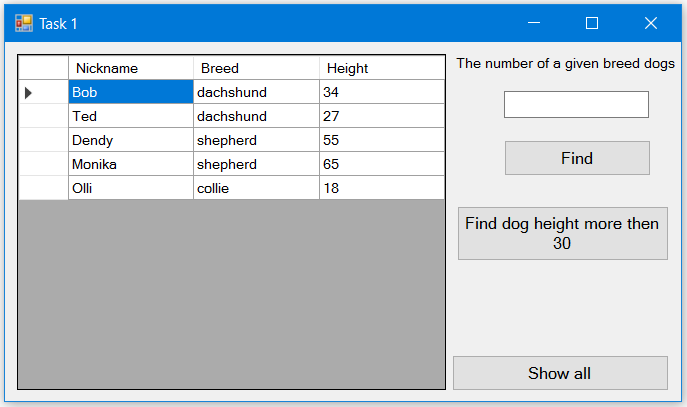 Task 1
Nickname Breed Height
Bob dachshund 34
Ted dachshund 27
Dendy shepherd 55
Monika shepherd 65
Olli collie 18
The number of a given breed dogs
Find
Find dog height more then
30
Show all